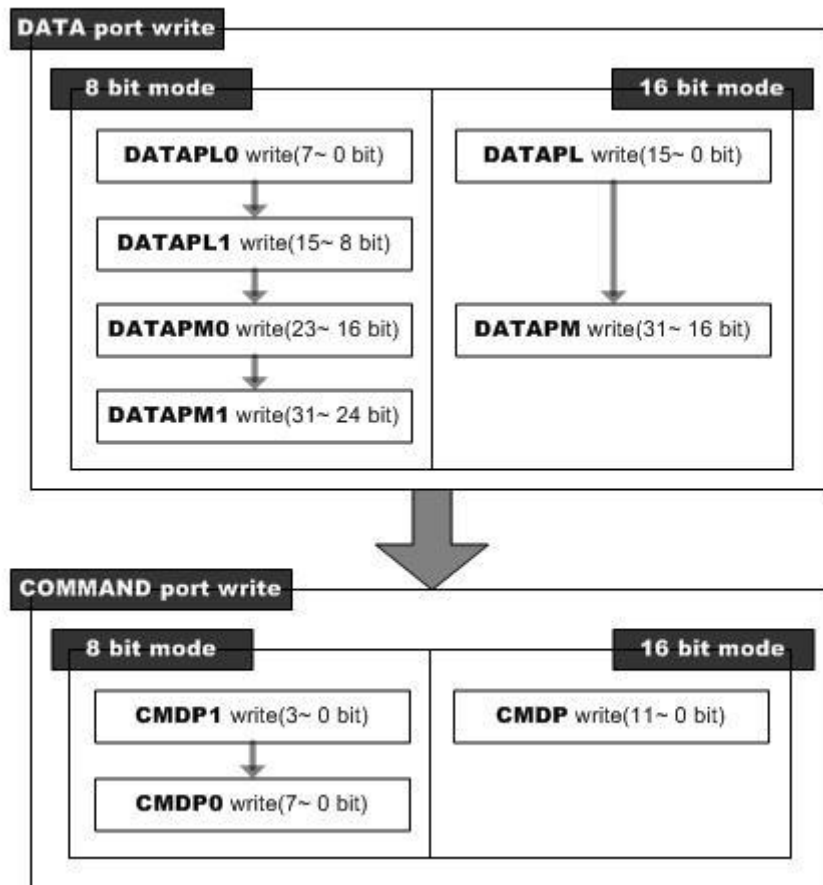 DATA port write
8 bit mode
16 bit mode
DATAPL0 write(7~ 0 bit)
DATAPL write(15~ 0 bit)
DATAPL1 write(15~ 8 bit)
DATAPM0 write(23~ 16 bit)
DATAPM write(31~ 16 bit)
DATAPM1 write(31~ 24 bit)
COMMAND port write
8 bit mode
16 bit mode
CMDP1 write(3~ 0 bit)
CMDP write(11~ 0 bit)
CMDP0 write(7~ 0 bit)